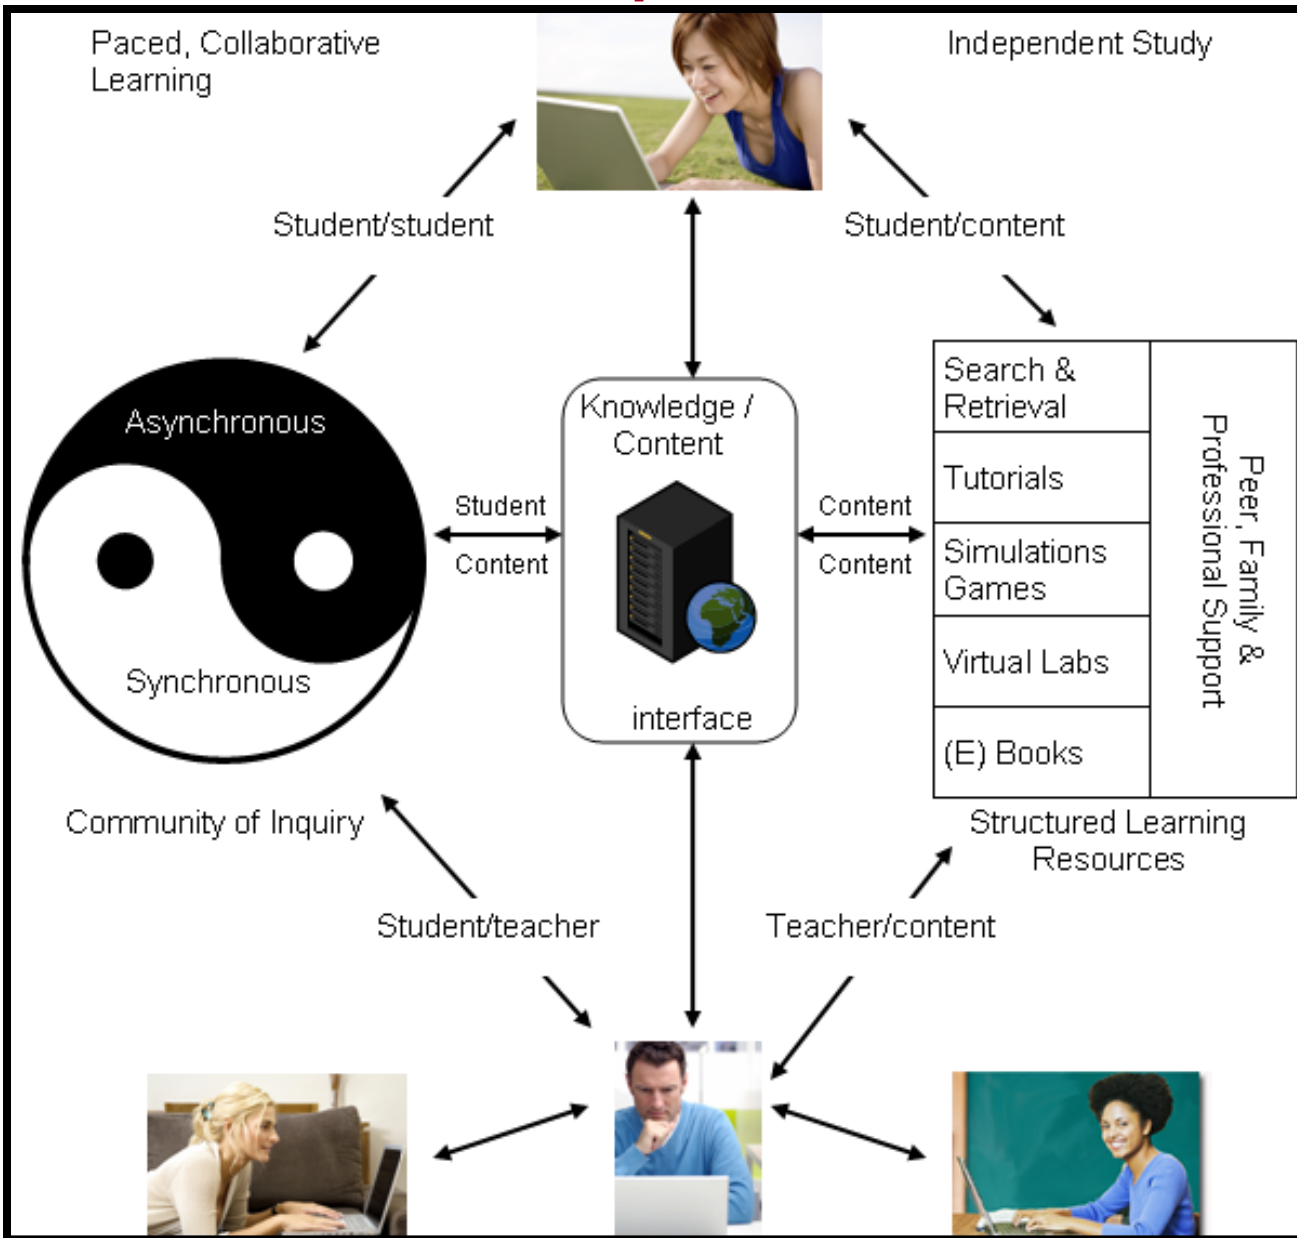 Paced, Collaborative
Learning
Independent Study
Student/student
Student/content
Asynchronous
Synchronous
Community of Inquiry
Knowledge /
Content
interface
Student
Content
Content
Content
Search &
Retrieval
Tutorials
Simulations
Games
Virtual Labs
(E) Books
Peer, Family &
Professional Support
Structured Learning
Resources
Student/teacher
Teacher/content